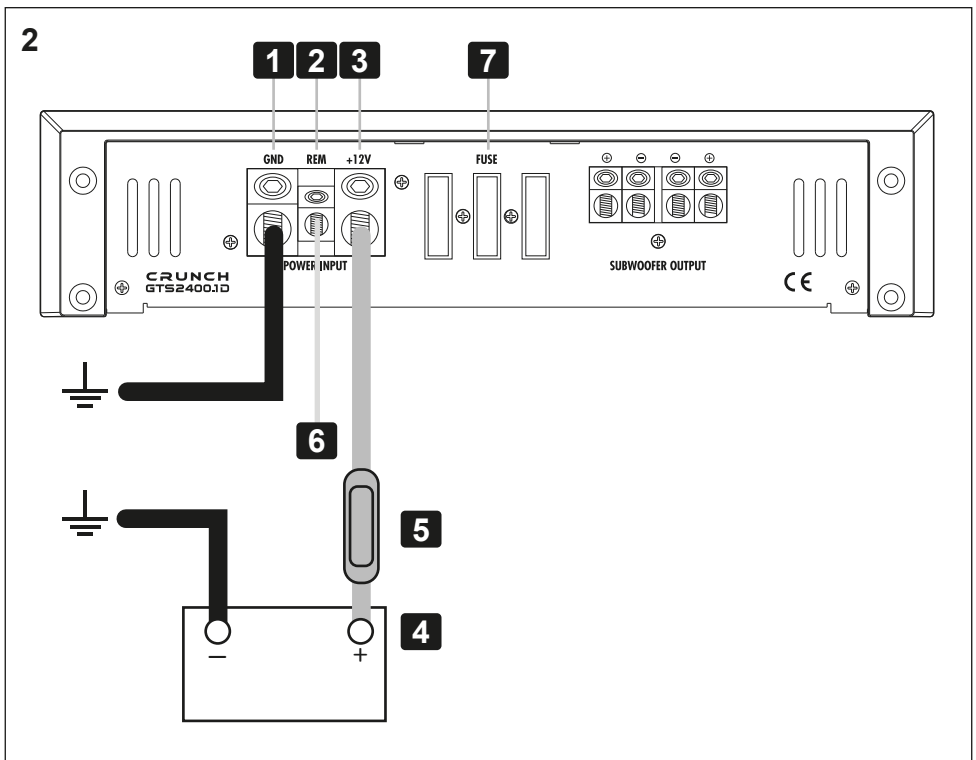 2
1 2 3 7
GND REM +12V FUSE ⊕ ⊖ ⊖ ⊕
POWER INPUT SUBWOOFER OUTPUT
CRUNCH
GTS2400.1D
CE
6
5
4
— +